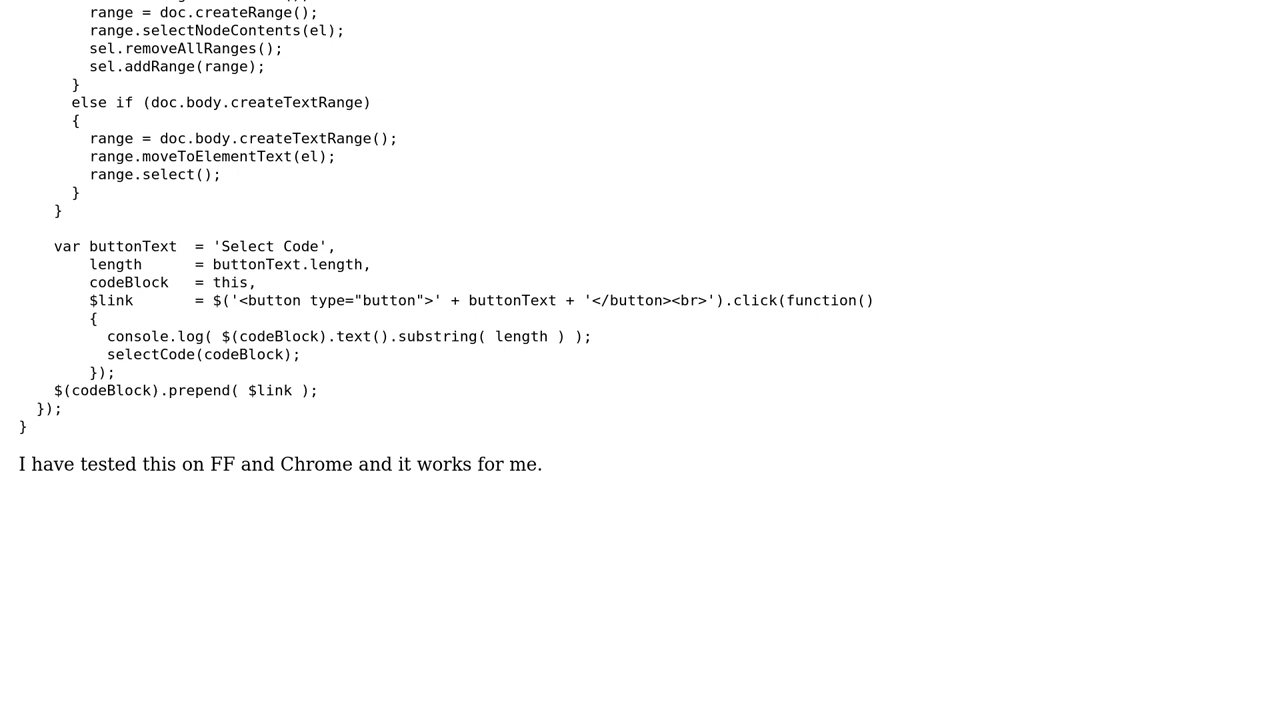 range = doc.createRange();
range.selectNodeContents(el);
sel.removeAllRanges();
sel.addRange(range);
}
else if (doc.body.createTextRange)
{
range = doc.body.createTextRange();
range.moveToElementText(el);
range.select();
}
}
var buttonText  = 'Select Code',
length      = buttonText.length,
codeBlock   = this,
$link       = $('<button type="button">' + buttonText + '</button><br>').click(function()
{
console.log( $(codeBlock).text().substring( length ) );
selectCode(codeBlock);
});
$(codeBlock).prepend( $link );
});
}
I have tested this on FF and Chrome and it works for me.